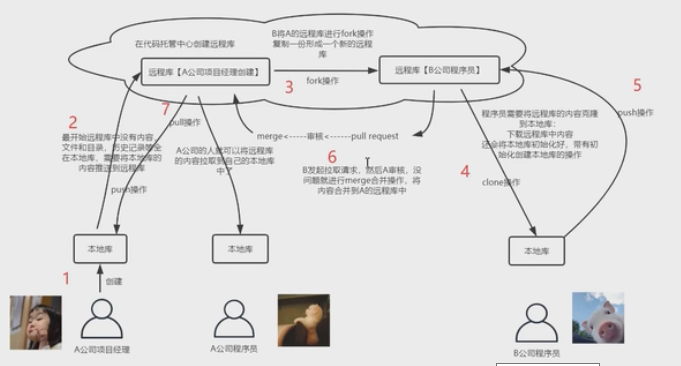 B将A的远程库进行fork操作
复制一份形成一个新的远程
库
在代码托管中心创建远程库
远程库【A公司项目经理创建】
3
fork操作
远程库【B公司程序员】
5
push操作
2
最开始远程库中没有内容,
文件和目录,历史记录等全
在本地库,需要将本地库的
内容推送到远程库
push操作
7
pull操作
A公司的人就可以将远程库
的内容拉取到自己的本地库
中了
merge<-----审核<------pull request
6
B发起拉取请求,然后A审核,没
问题就进行merge合并操作,将
内容合并到A的远程库中
程序员需要将远程库的内容克隆
到本地库:
下载远程库中内容
还会将本地库初始化好,带有初
始化创建本地库的操作
4
clone操作
本地库
本地库
本地库
1
创建
A公司项目经理
A公司程序员
B公司程序员